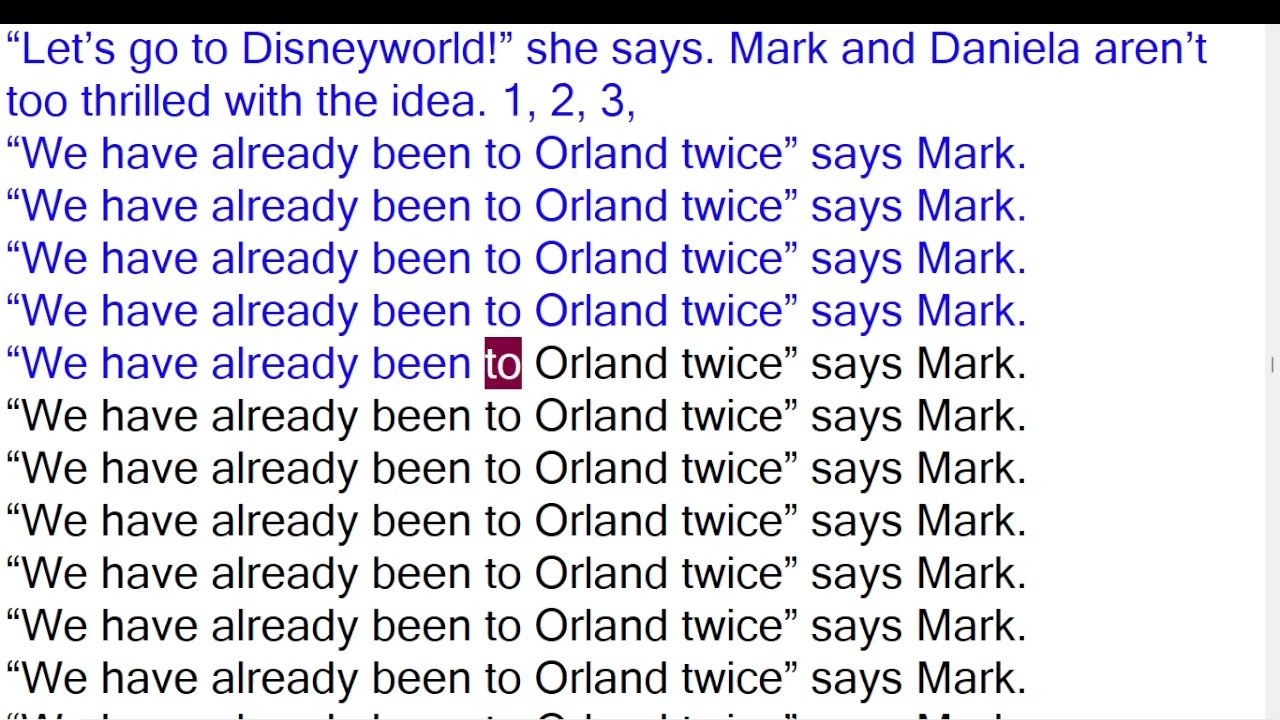 “Let’s go to Disneyworld!” she says. Mark and Daniela aren’t
too thrilled with the idea. 1, 2, 3,
“We have already been to Orland twice” says Mark.
“We have already been to Orland twice” says Mark.
“We have already been to Orland twice” says Mark.
“We have already been to Orland twice” says Mark.
“We have already been to Orland twice” says Mark.
“We have already been to Orland twice” says Mark.
“We have already been to Orland twice” says Mark.
“We have already been to Orland twice” says Mark.
“We have already been to Orland twice” says Mark.
“We have already been to Orland twice” says Mark.
“We have already been to Orland twice” says Mark.